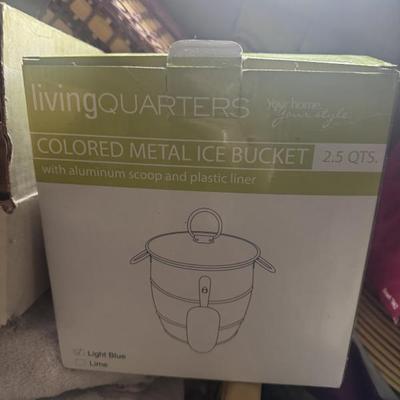 livingQUARTERS
Your home.
Your style.
COLORED METAL ICE BUCKET 2.5 QTS.
with aluminum scoop and plastic liner
Light Blue
Lime